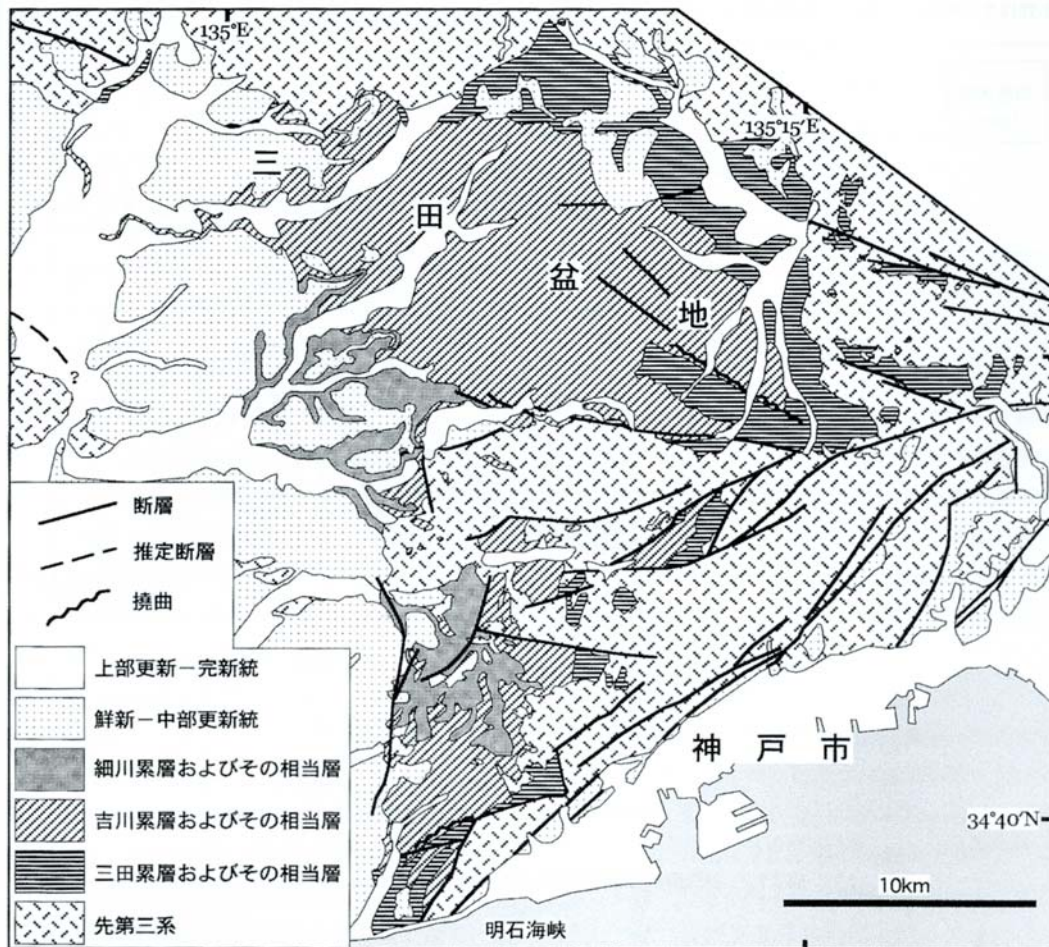 135°E
135°15′E
三
田
盆
地
?
断層
推定断層
撓曲
上部更新－完新統
鮮新－中部更新統
細川累層およびその相当層
吉川累層およびその相当層
三田累層およびその相当層
先第三系
神戸市
34°40′N
10km
明石海峡